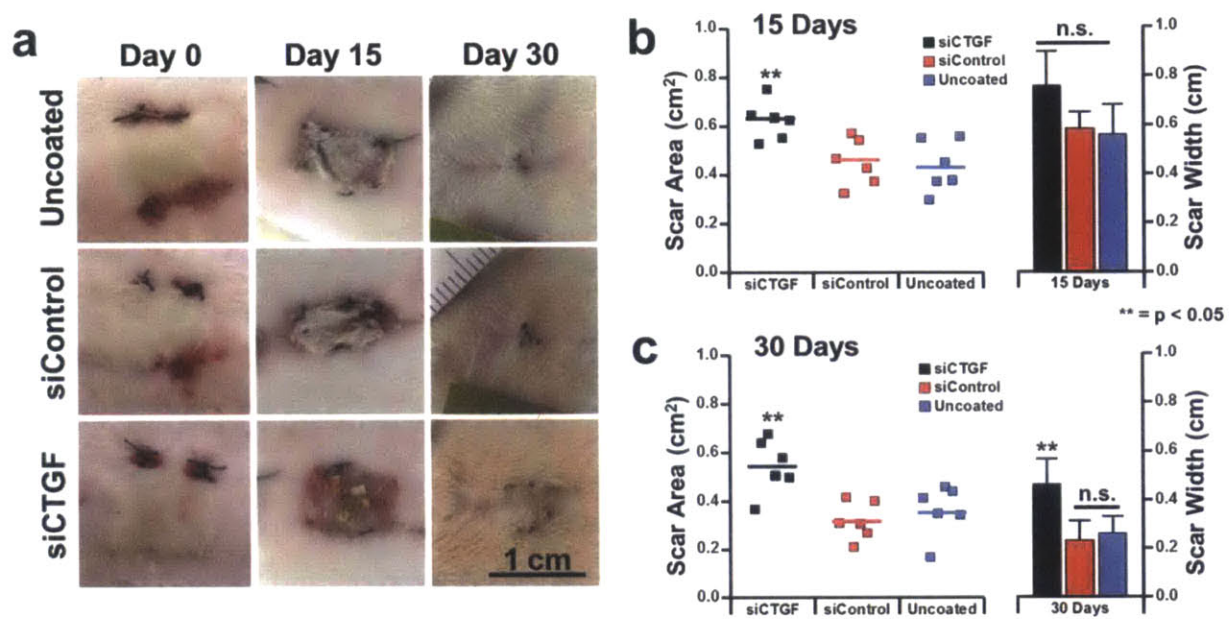 a
Day 0 Day 15 Day 30
Uncoated
siControl
siCTGF
1 cm
b
15 Days
1.0
0.8
0.6
0.4
0.2
0.0
Scar Area (cm²)
**
siCTGF
siControl
Uncoated
siCTGF siControl Uncoated
n.s.
15 Days
1.0
0.8
0.6
0.4
0.2
0.0
Scar Width (cm)
** = p < 0.05
c
30 Days
1.0
0.8
0.6
0.4
0.2
0.0
Scar Area (cm²)
**
siCTGF
siControl
Uncoated
siCTGF siControl Uncoated
**
n.s.
30 Days
1.0
0.8
0.6
0.4
0.2
0.0
Scar Width (cm)